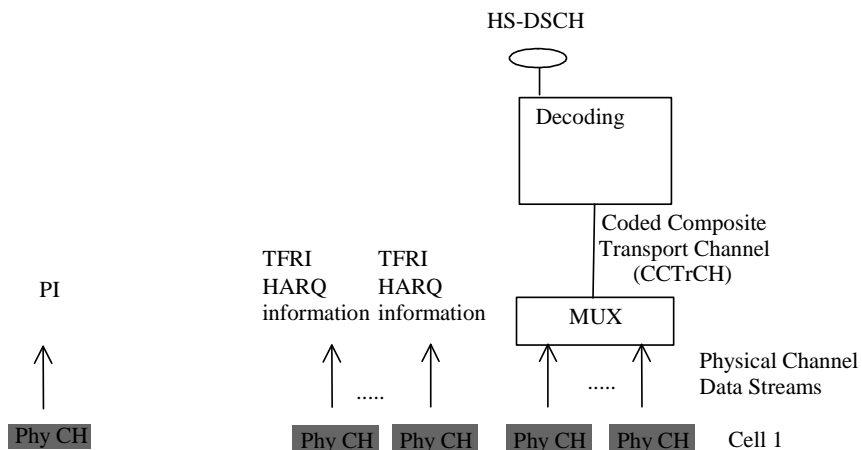 HS-DSCH
Decoding
Coded Composite
Transport Channel
(CCTrCH)
TFRI
HARQ
information
TFRI
HARQ
information
PI
MUX
Physical Channel
Data Streams
.....
.....
Phy CH
Phy CH
Phy CH
Phy CH
Phy CH
Cell 1